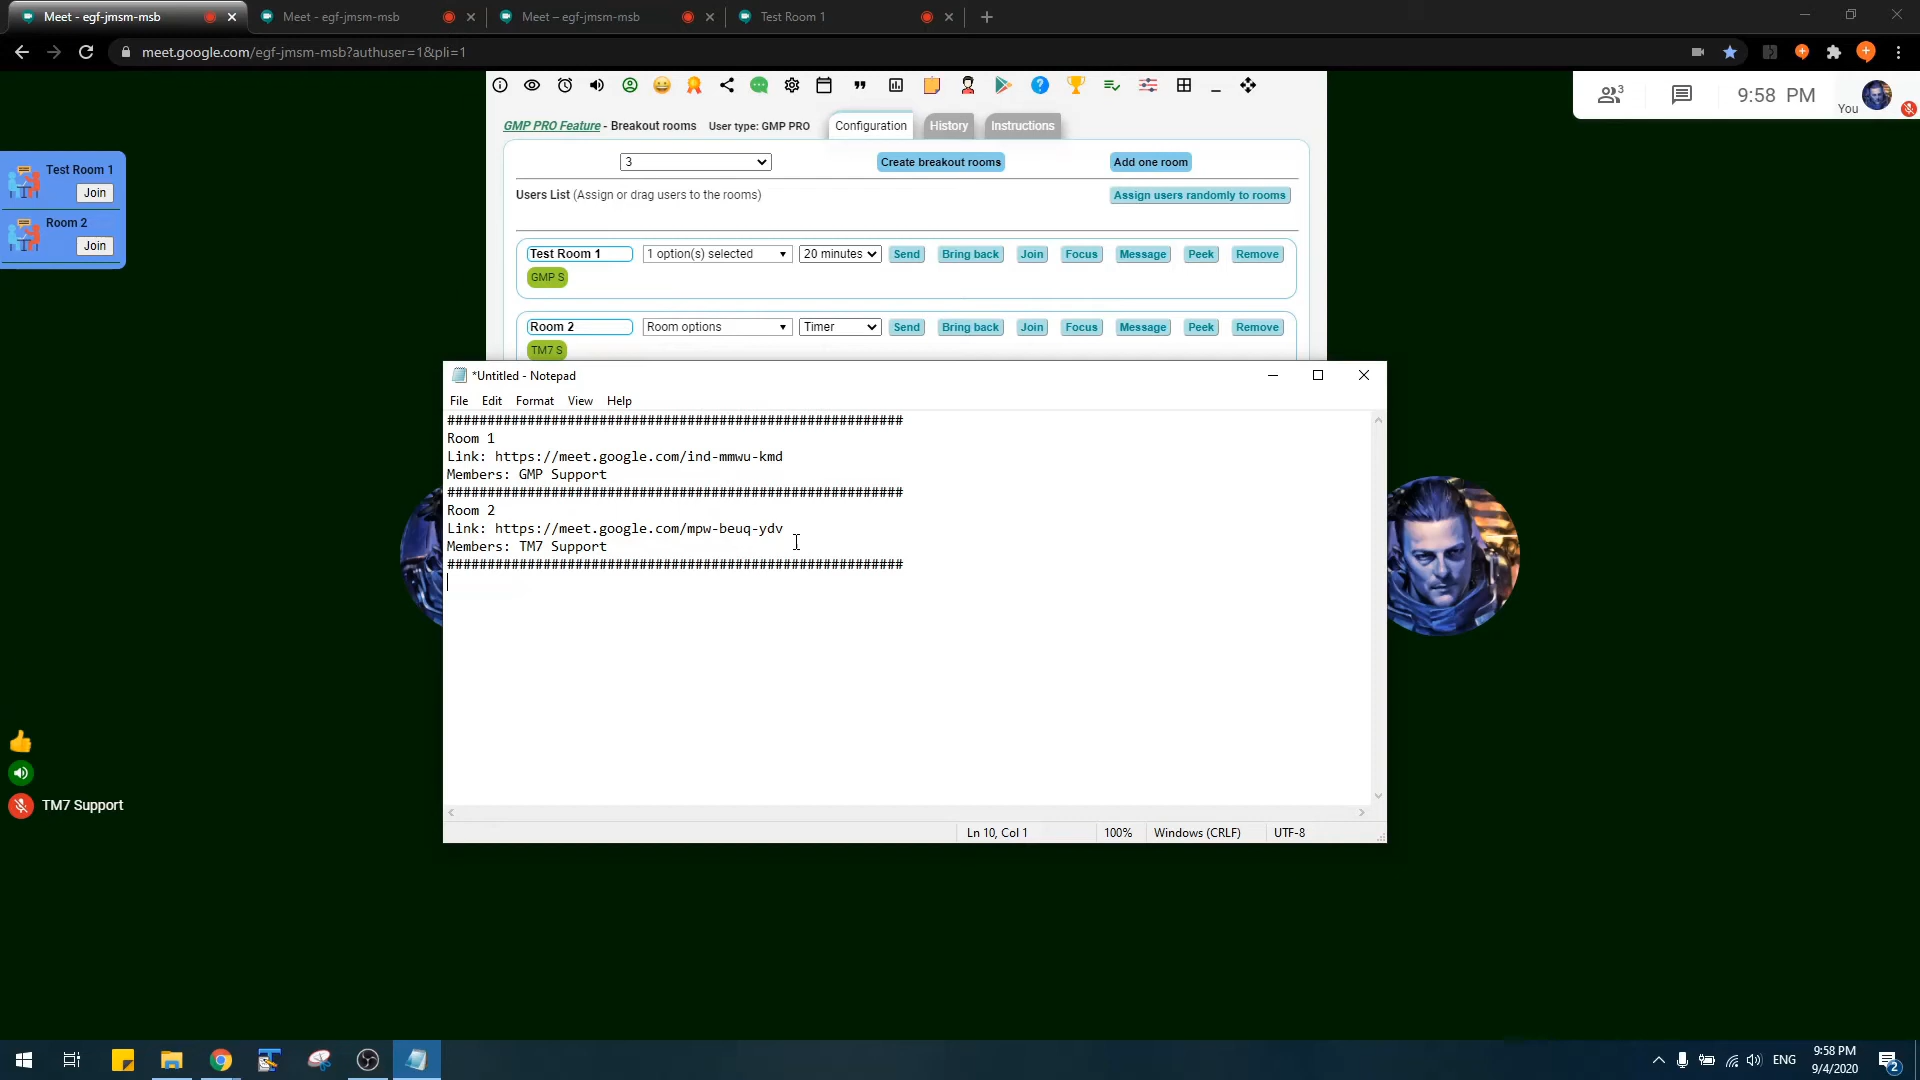 Meet - egf-jmsm-msb
Meet - egf-jmsm-msb
Meet – egf-jmsm-msb
Test Room 1
meet.google.com/egf-jmsm-msb?authuser=1&pli=1
3
9:58 PM
You
GMP PRO Feature - Breakout rooms User type: GMP PRO
Configuration
History
Instructions
3
Create breakout rooms
Add one room
Users List (Assign or drag users to the rooms)
Assign users randomly to rooms
Test Room 1
1 option(s) selected
20 minutes
Send
Bring back
Join
Focus
Message
Peek
Remove
GMP S
Room 2
Room options
Timer
Send
Bring back
Join
Focus
Message
Peek
Remove
TM7 S
Test Room 1
Join
Room 2
Join
*Untitled - Notepad
File Edit Format View Help
#########################################################
Room 1
Link: https://meet.google.com/ind-mmwu-kmd
Members: GMP Support
#########################################################
Room 2
Link: https://meet.google.com/mpw-beuq-ydv
Members: TM7 Support
#########################################################
Ln 10, Col 1
100%
Windows (CRLF)
UTF-8
TM7 Support
ENG
9:58 PM
9/4/2020
2